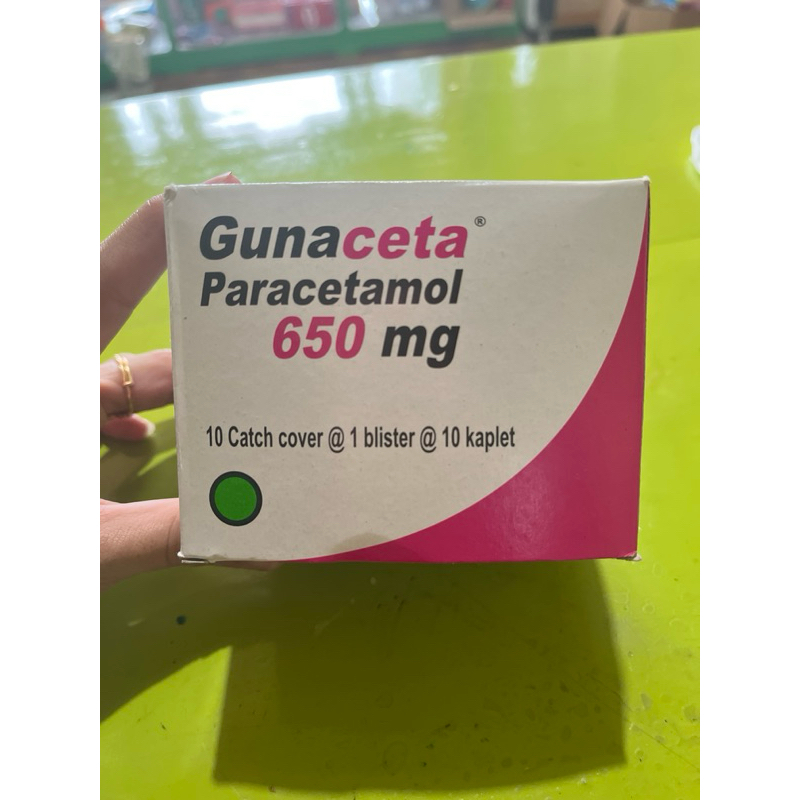 Gunaceta®
Paracetamol
650 mg
10 Catch cover @ 1 blister @ 10 kaplet